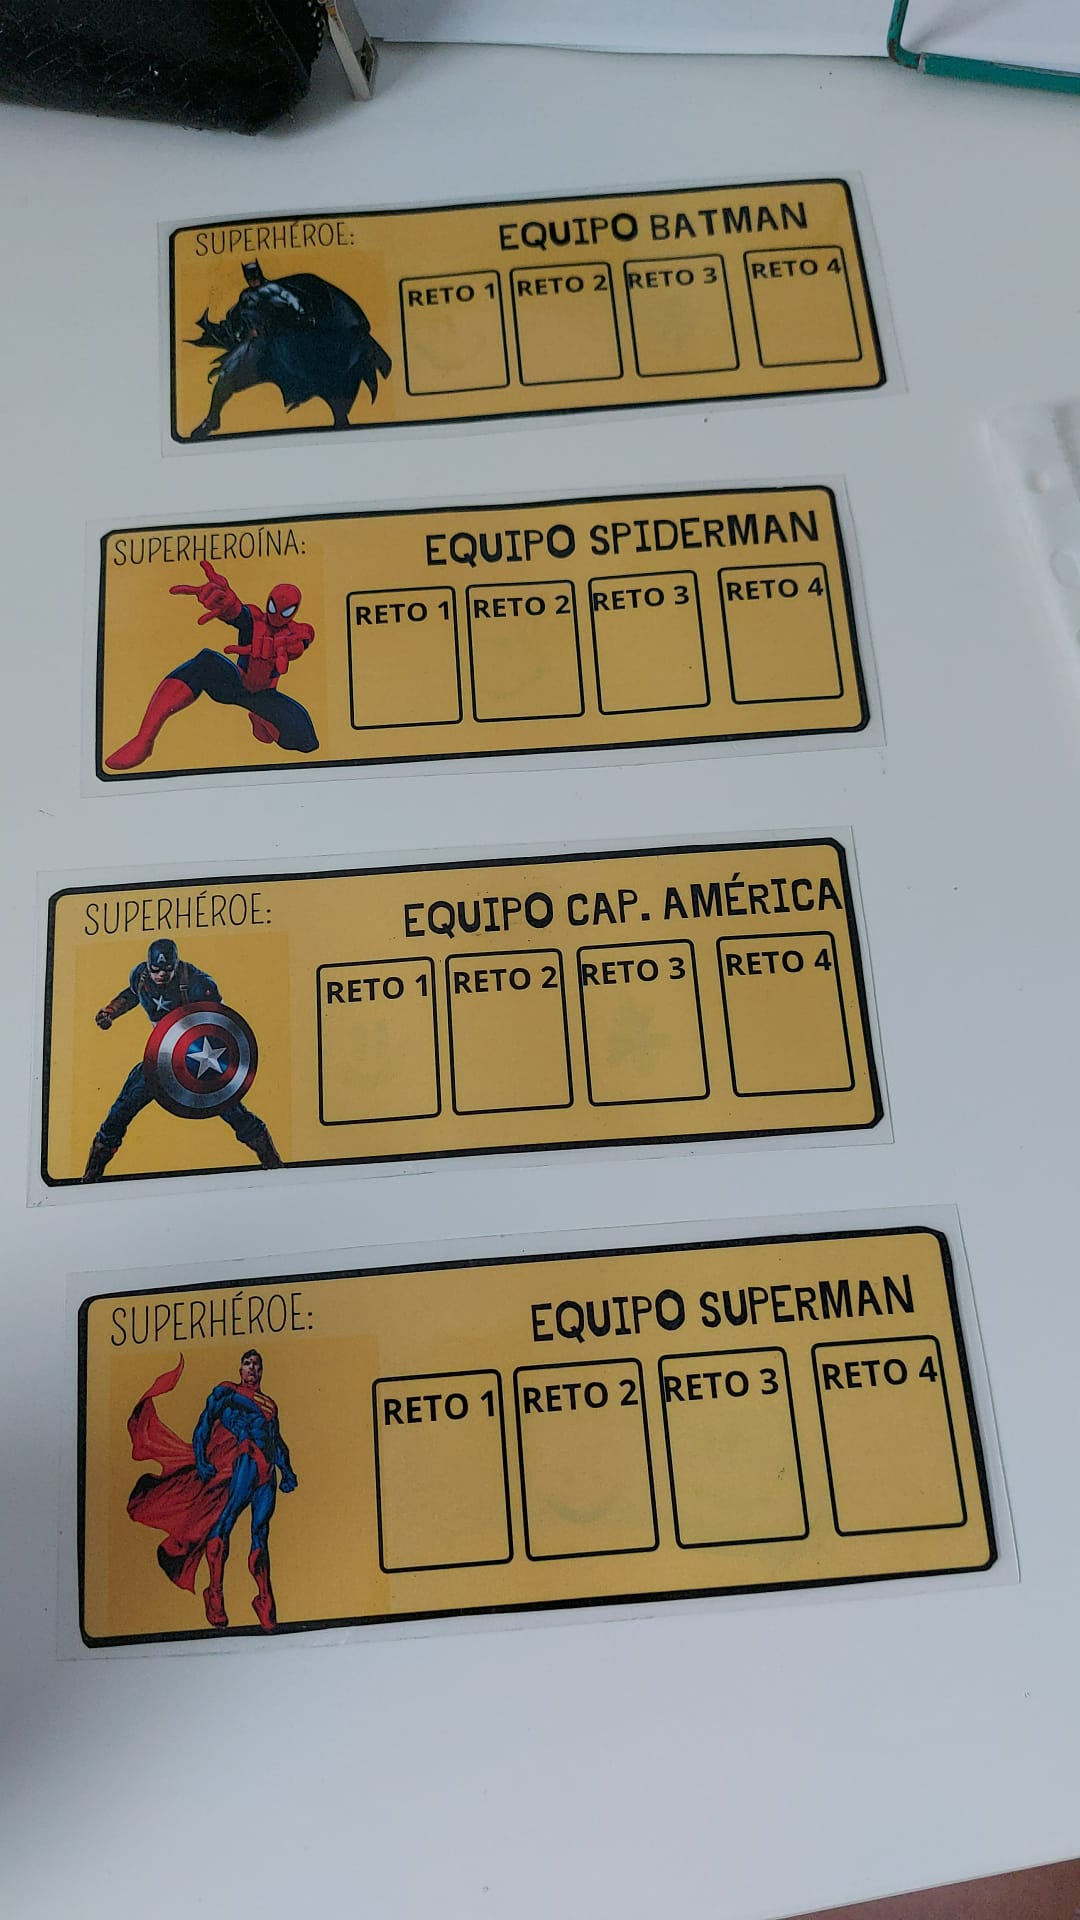 SUPERHÉROE:
EQUIPO BATMAN
RETO 1 RETO 2 RETO 3 RETO 4
SUPERHEROÍNA:
EQUIPO SPIDERMAN
RETO 1 RETO 2 RETO 3 RETO 4
SUPERHÉROE:
EQUIPO CAP. AMÉRICA
RETO 1 RETO 2 RETO 3 RETO 4
SUPERHÉROE:
EQUIPO SUPERMAN
RETO 1 RETO 2 RETO 3 RETO 4